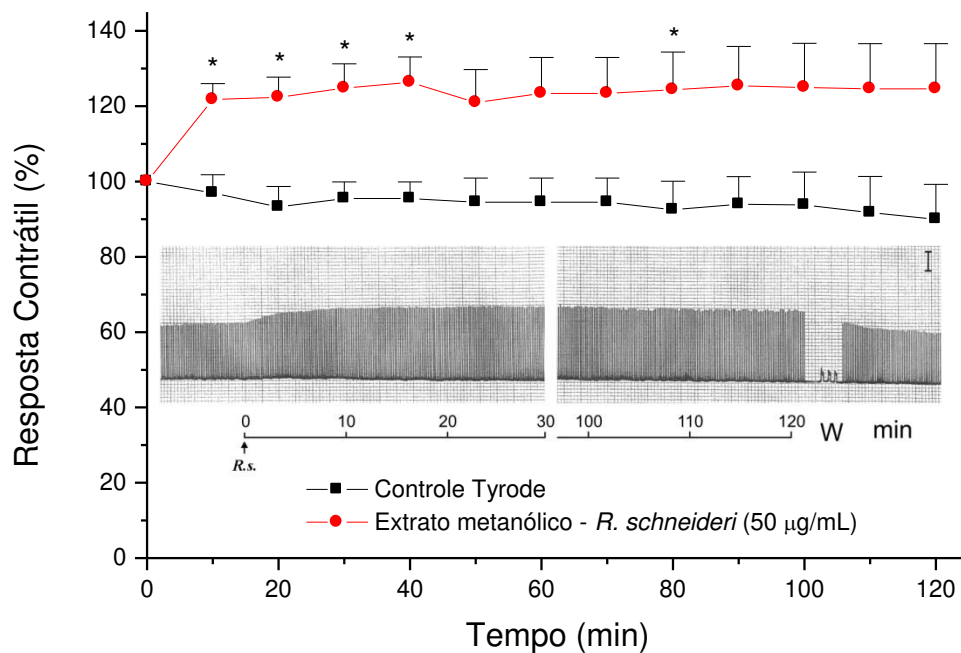 140
120
100
80
60
40
20
0
Resposta Contrátil (%)
* * * * *
0 10 20 30 100 110 120 W min
R.s.
Controle Tyrode
Extrato metanólico - R. schneideri (50 μg/mL)
0 20 40 60 80 100 120
Tempo (min)